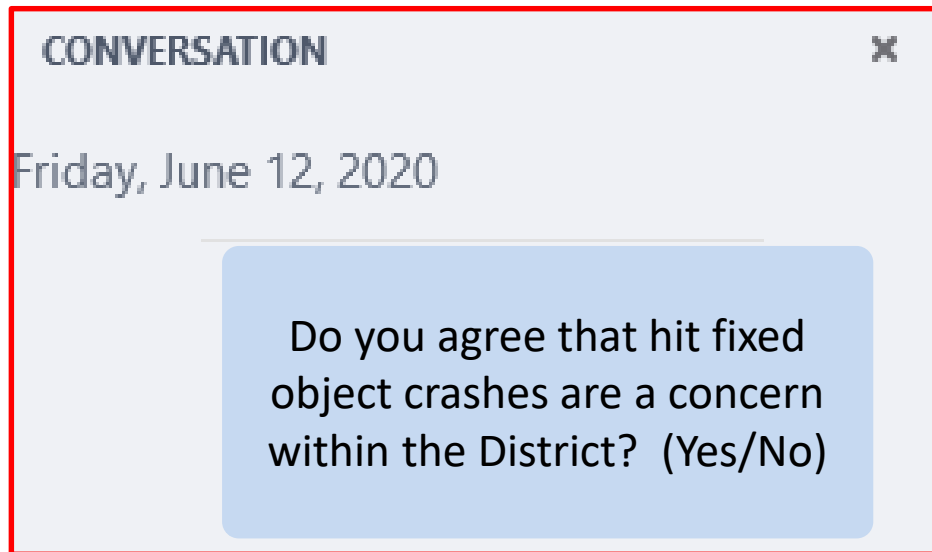 CONVERSATION ✖
Friday, June 12, 2020
Do you agree that hit fixed
object crashes are a concern
within the District?  (Yes/No)